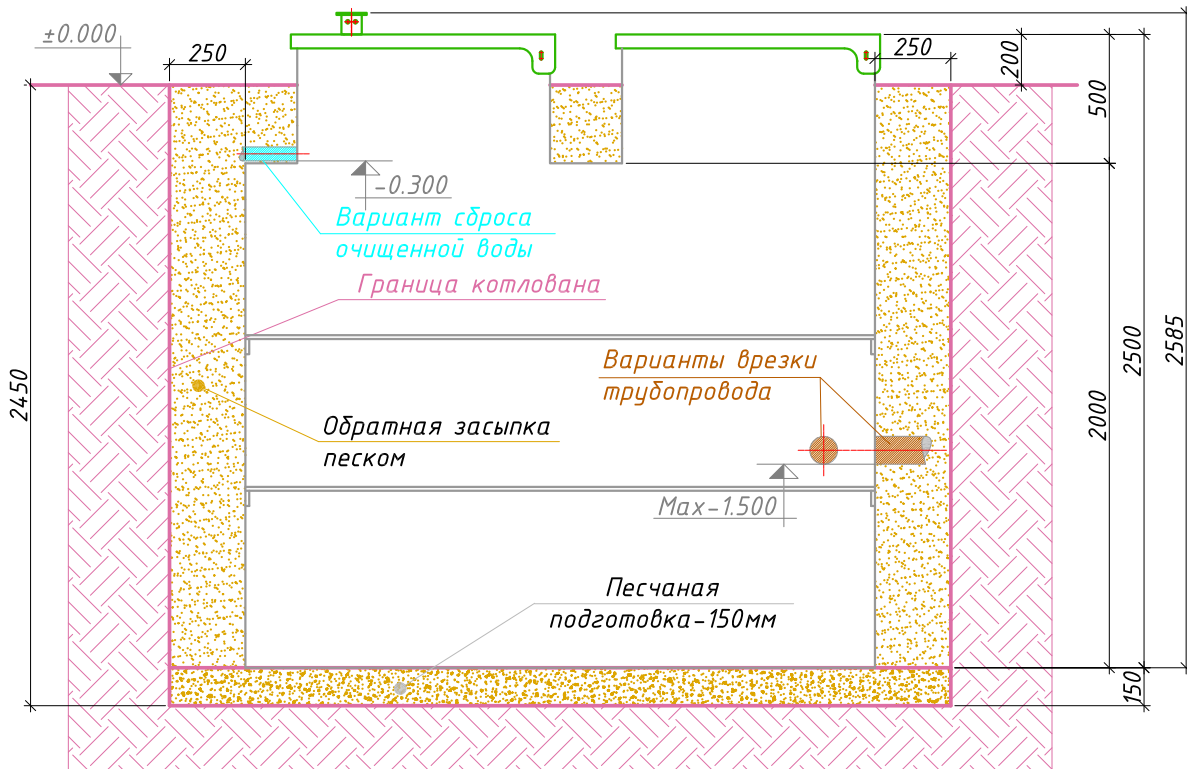 ±0.000
250
250
200
500
-0.300
Вариант сброса
очищенной воды
Граница котлована
2585
2500
2450
Варианты врезки
трубопровода
2000
Обратная засыпка
песком
Max-1.500
Песчаная
подготовка-150мм
150